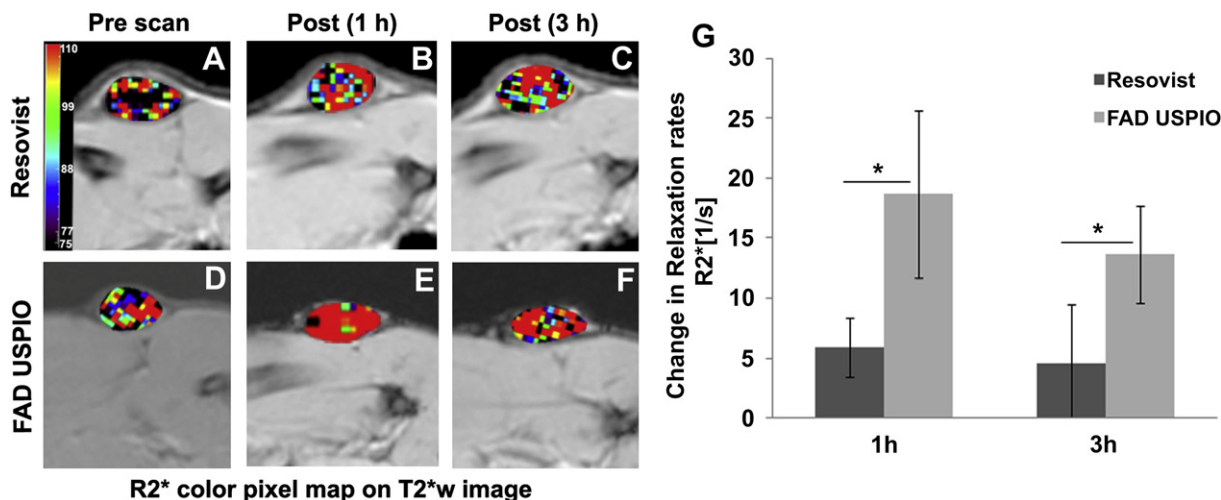 Pre scan
Post (1 h)
Post (3 h)
Resovist
110
99
88
77
75
A
B
C
FAD USPIO
D
E
F
R2* color pixel map on T2*w image
G
Change in Relaxation rates
R2*[1/s]
30
25
20
15
10
5
0
*
*
1h
3h
Resovist
FAD USPIO